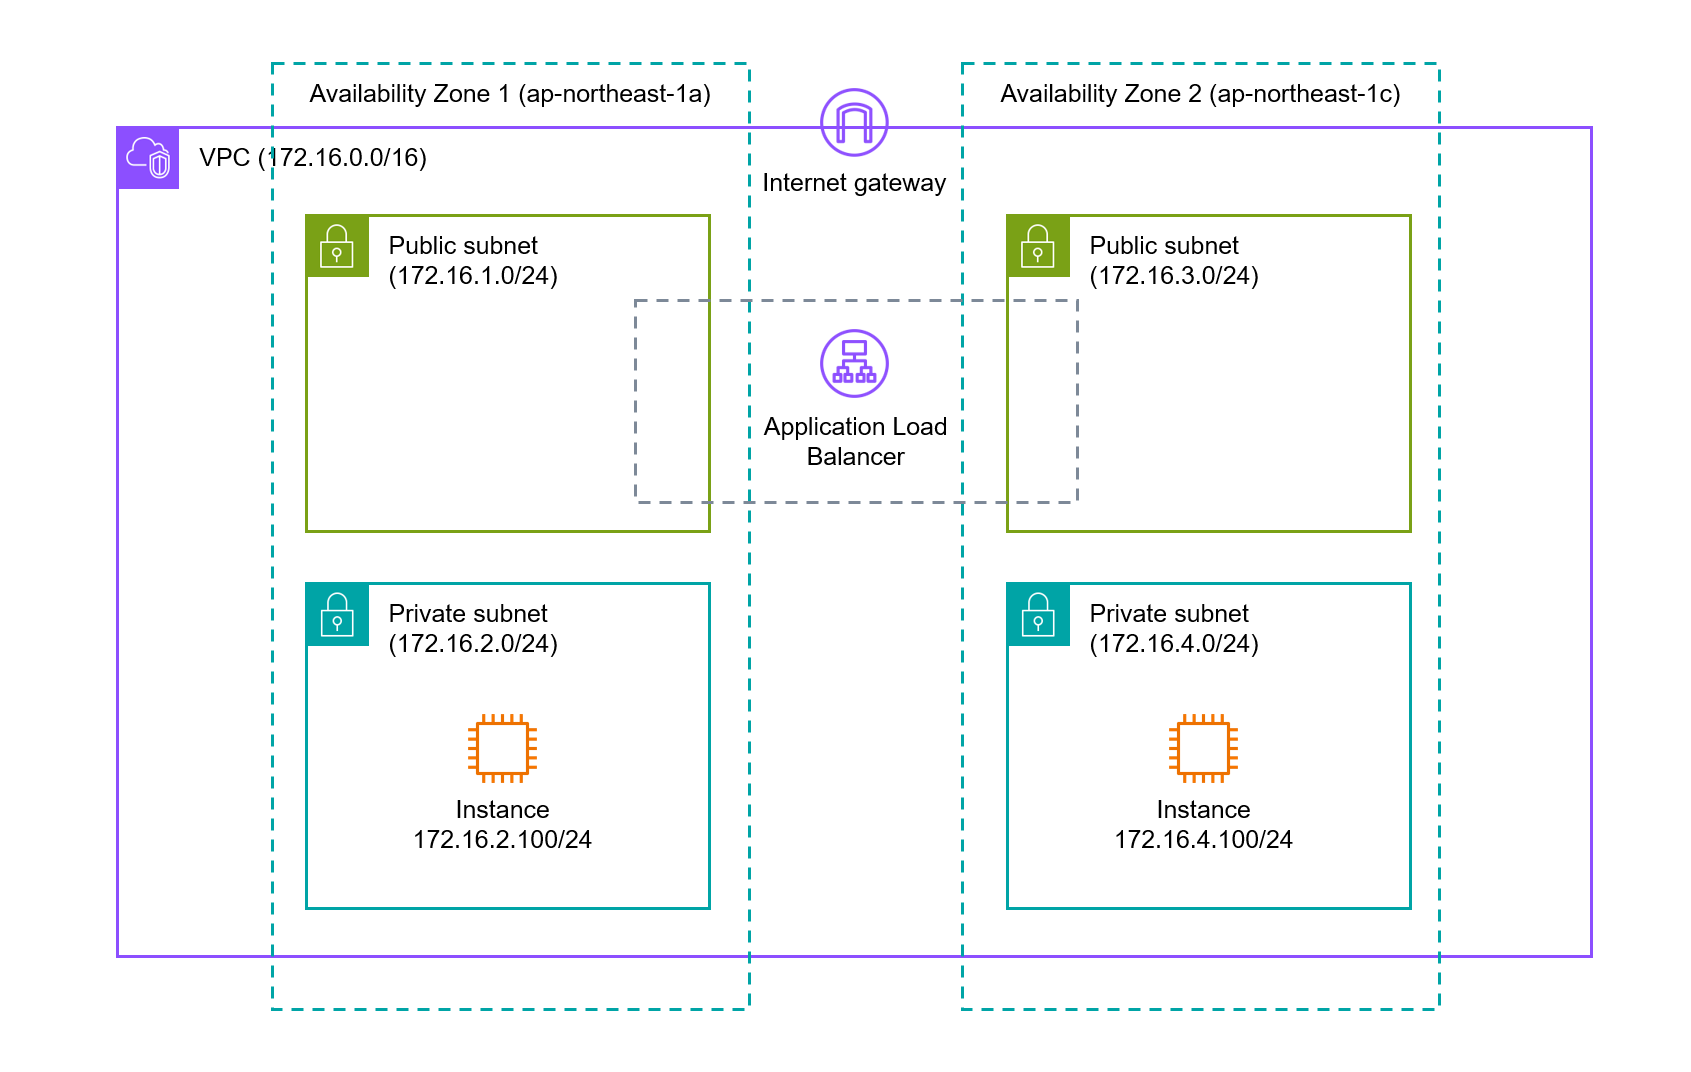 Availability Zone 1 (ap-northeast-1a)
Availability Zone 2 (ap-northeast-1c)
VPC (172.16.0.0/16)
Internet gateway
Public subnet
(172.16.1.0/24)
Public subnet
(172.16.3.0/24)
Application Load
Balancer
Private subnet
(172.16.2.0/24)
Private subnet
(172.16.4.0/24)
Instance
172.16.2.100/24
Instance
172.16.4.100/24